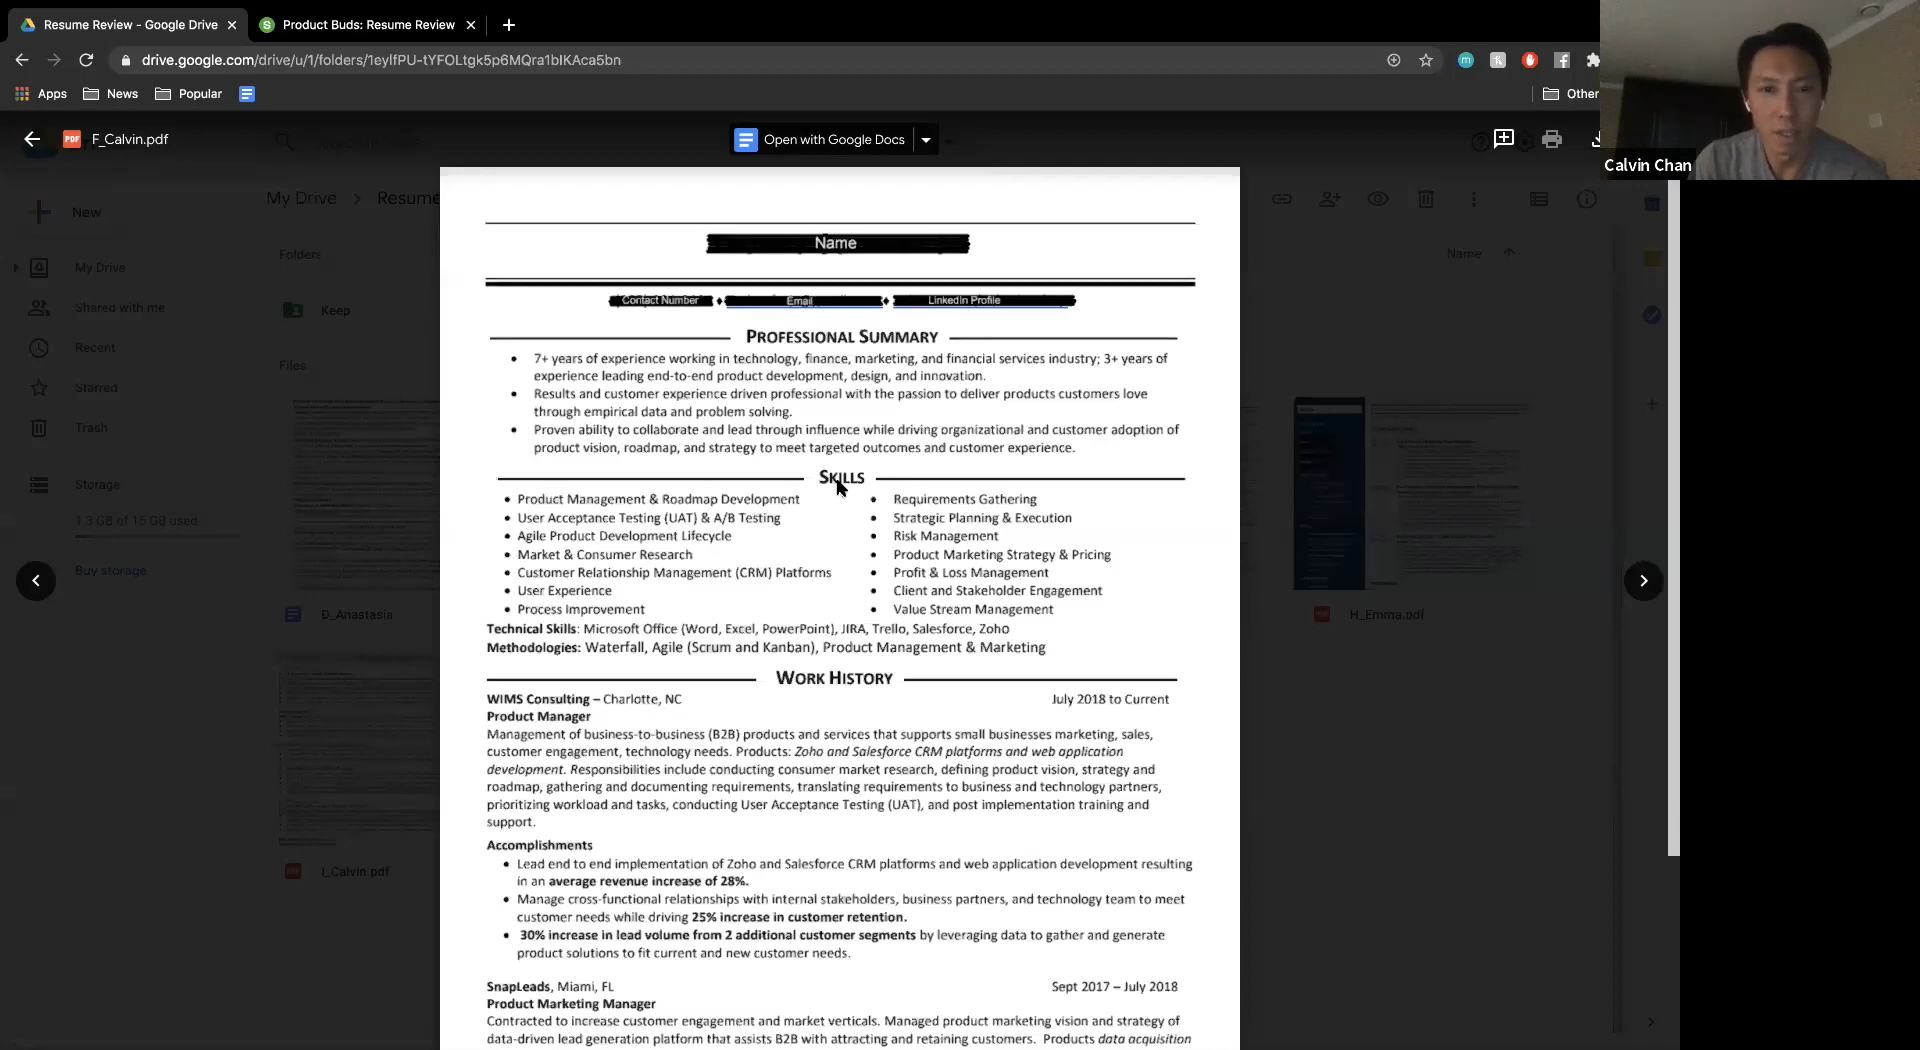 Resume Review - Google Drive
Product Buds: Resume Review
drive.google.com/drive/u/1/folders/1eylfPU-tYFOLtgk5p6MQra1blKAca5bn
Apps
News
Popular
Other
PDF
F_Calvin.pdf
Open with Google Docs
Calvin Chan
New
My Drive > Resume
Folders
Name
My Drive
Shared with me
Keep
Recent
Files
Starred
Trash
Storage
1.3 GB of 15 GB used
Buy storage
D_Anastasia
H_Emma.pdf
I_Calvin.pdf
Name
Contact Number ♦ Email ♦ LinkedIn Profile
PROFESSIONAL SUMMARY
• 7+ years of experience working in technology, finance, marketing, and financial services industry; 3+ years of
experience leading end-to-end product development, design, and innovation.
• Results and customer experience driven professional with the passion to deliver products customers love
through empirical data and problem solving.
• Proven ability to collaborate and lead through influence while driving organizational and customer adoption of
product vision, roadmap, and strategy to meet targeted outcomes and customer experience.
SKILLS
• Product Management & Roadmap Development
• User Acceptance Testing (UAT) & A/B Testing
• Agile Product Development Lifecycle
• Market & Consumer Research
• Customer Relationship Management (CRM) Platforms
• User Experience
• Process Improvement
• Requirements Gathering
• Strategic Planning & Execution
• Risk Management
• Product Marketing Strategy & Pricing
• Profit & Loss Management
• Client and Stakeholder Engagement
• Value Stream Management
Technical Skills: Microsoft Office (Word, Excel, PowerPoint), JIRA, Trello, Salesforce, Zoho
Methodologies: Waterfall, Agile (Scrum and Kanban), Product Management & Marketing
WORK HISTORY
WIMS Consulting – Charlotte, NC July 2018 to Current
Product Manager
Management of business-to-business (B2B) products and services that supports small businesses marketing, sales,
customer engagement, technology needs. Products: Zoho and Salesforce CRM platforms and web application
development. Responsibilities include conducting consumer market research, defining product vision, strategy and
roadmap, gathering and documenting requirements, translating requirements to business and technology partners,
prioritizing workload and tasks, conducting User Acceptance Testing (UAT), and post implementation training and
support.
Accomplishments
• Lead end to end implementation of Zoho and Salesforce CRM platforms and web application development resulting
in an average revenue increase of 28%.
• Manage cross-functional relationships with internal stakeholders, business partners, and technology team to meet
customer needs while driving 25% increase in customer retention.
• 30% increase in lead volume from 2 additional customer segments by leveraging data to gather and generate
product solutions to fit current and new customer needs.
SnapLeads, Miami, FL Sept 2017 – July 2018
Product Marketing Manager
Contracted to increase customer engagement and market verticals. Managed product marketing vision and strategy of
data-driven lead generation platform that assists B2B with attracting and retaining customers. Products data acquisition